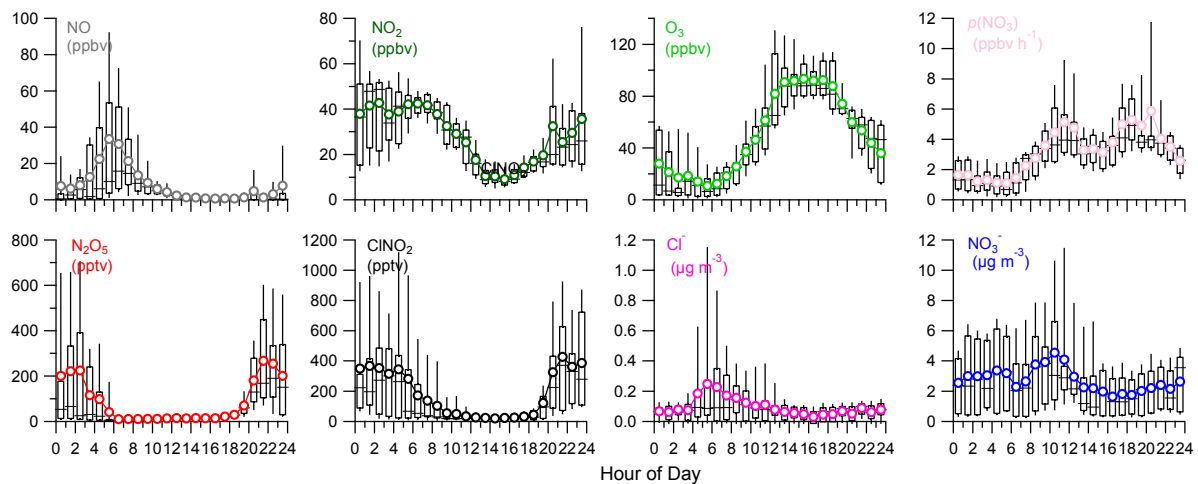 100
80
60
40
20
0
NO
(ppbv)
80
60
40
20
0
NO₂
(ppbv)
ClNO
120
80
40
0
O₃
(ppbv)
12
10
8
6
4
2
0
p(NO₃)
(ppbv h⁻¹)
800
600
400
200
0
N₂O₅
(pptv)
0 2 4 6 8 10 12 14 16 18 20 22 24
1200
1000
800
600
400
200
0
ClNO₂
(pptv)
0 2 4 6 8 10 12 14 16 18 20 22 24
1.2
1.0
0.8
0.6
0.4
0.2
0.0
Cl⁻
(µg m⁻³)
0 2 4 6 8 10 12 14 16 18 20 22 24
12
10
8
6
4
2
0
NO₃⁻
(µg m⁻³)
0 2 4 6 8 10 12 14 16 18 20 22 24
Hour of Day